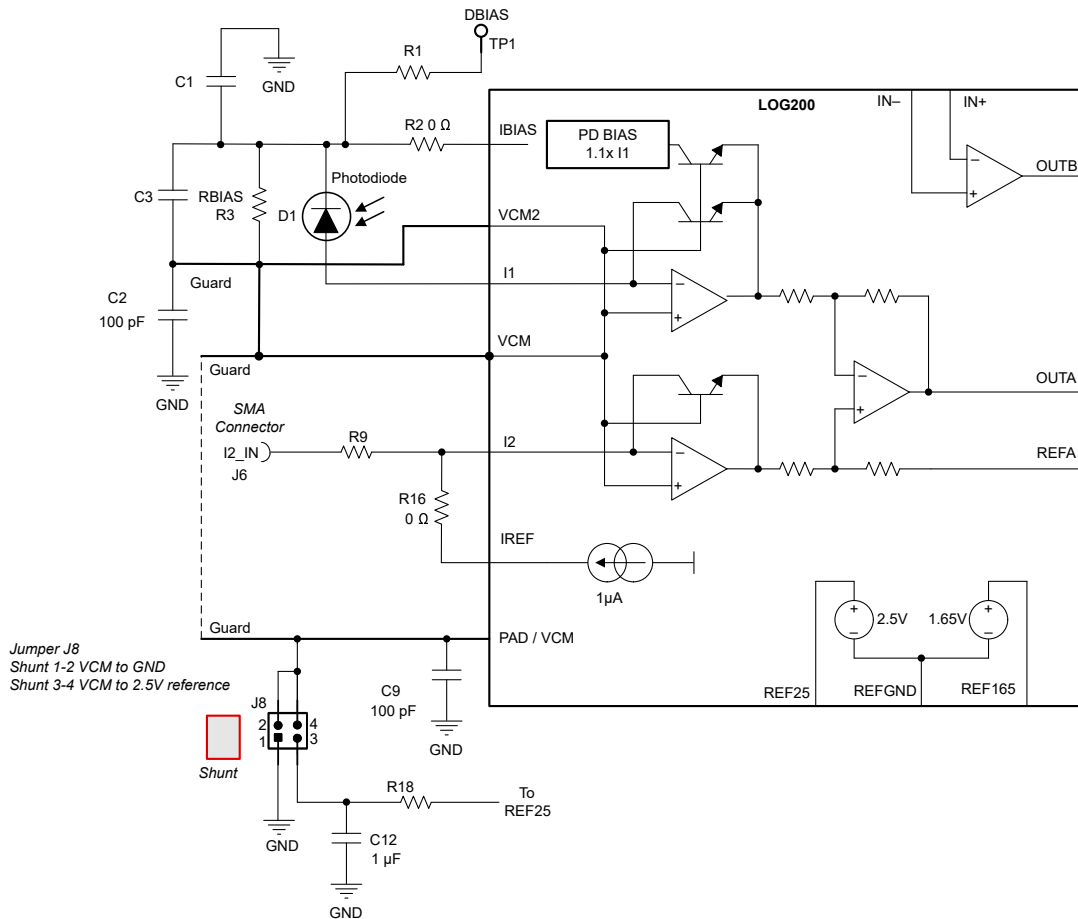 DBIAS
TP1
R1
C1
GND
LOG200
IN–
IN+
R2 0 Ω
IBIAS
PD BIAS
1.1x I1
OUTB
Photodiode
C3
RBIAS
R3
D1
VCM2
Guard
I1
C2
100 pF
VCM
Guard
GND
OUTA
SMA
Connector
I2_IN
J6
R9
I2
REFA
R16
0 Ω
IREF
1µA
2.5V
1.65V
Guard
PAD / VCM
Jumper J8
Shunt 1-2 VCM to GND
Shunt 3-4 VCM to 2.5V reference
C9
100 pF
REF25
REFGND
REF165
J8
2
4
1
3
GND
Shunt
R18
To
REF25
GND
C12
1 µF
GND
+
–
+
–
–
+
–
+
–
+
–
+